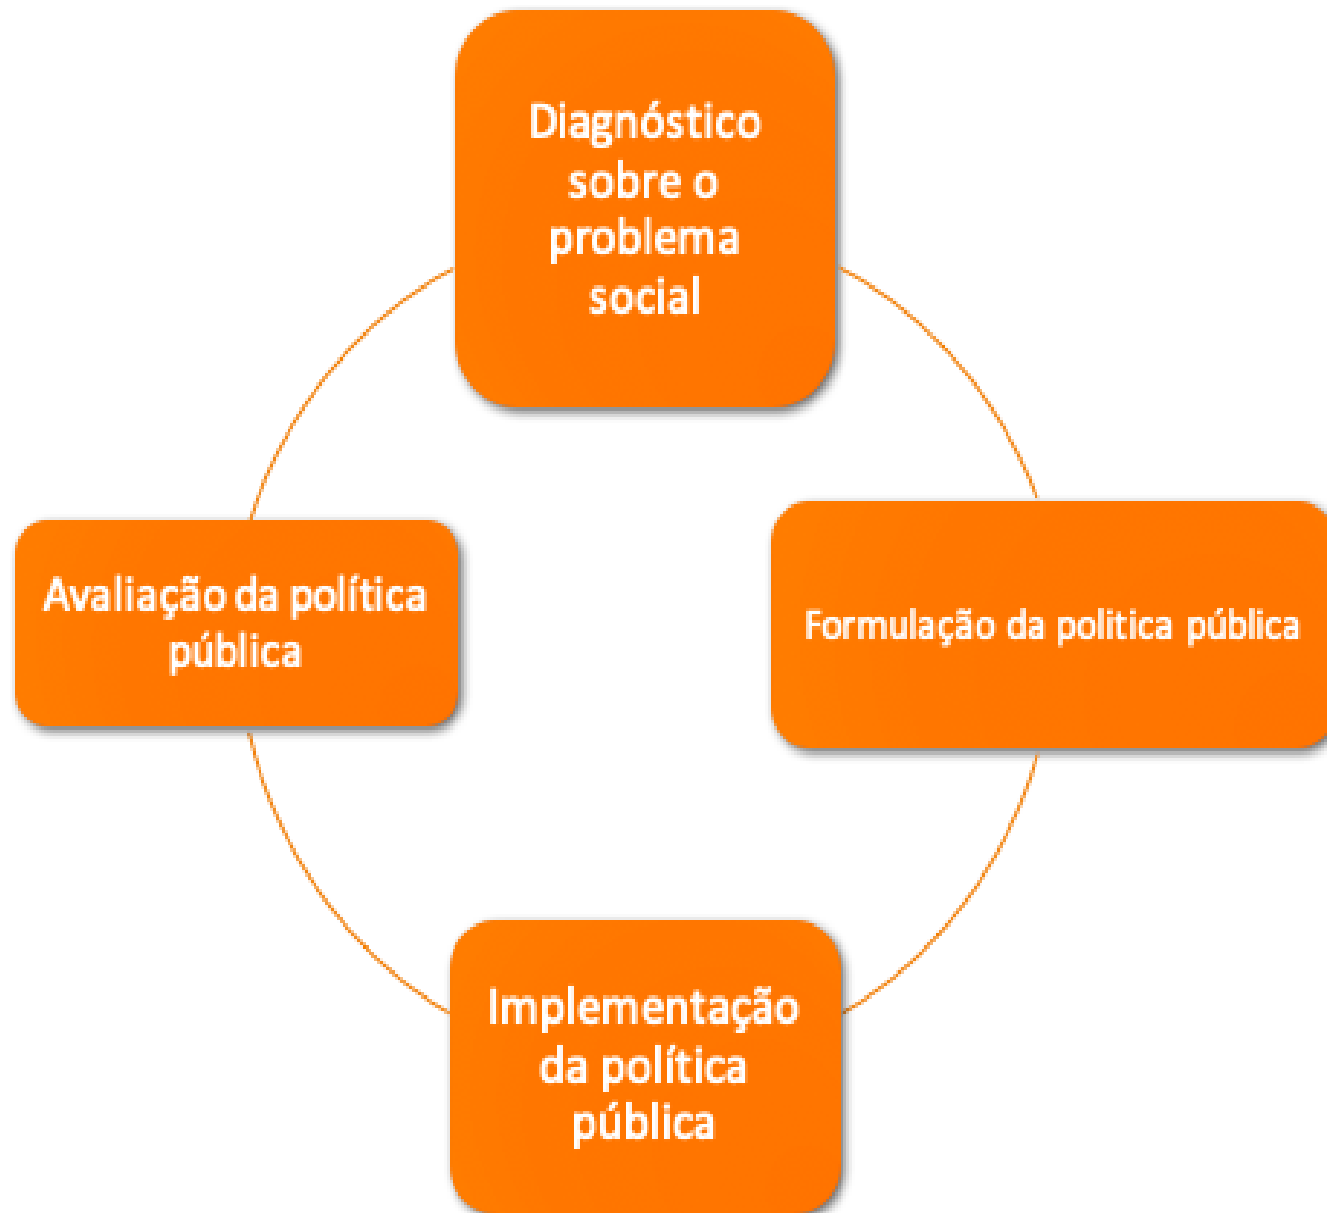 Diagnóstico
sobre o
problema
social
Avaliação da política
pública
Formulação da politica pública
Implementação
da política
pública